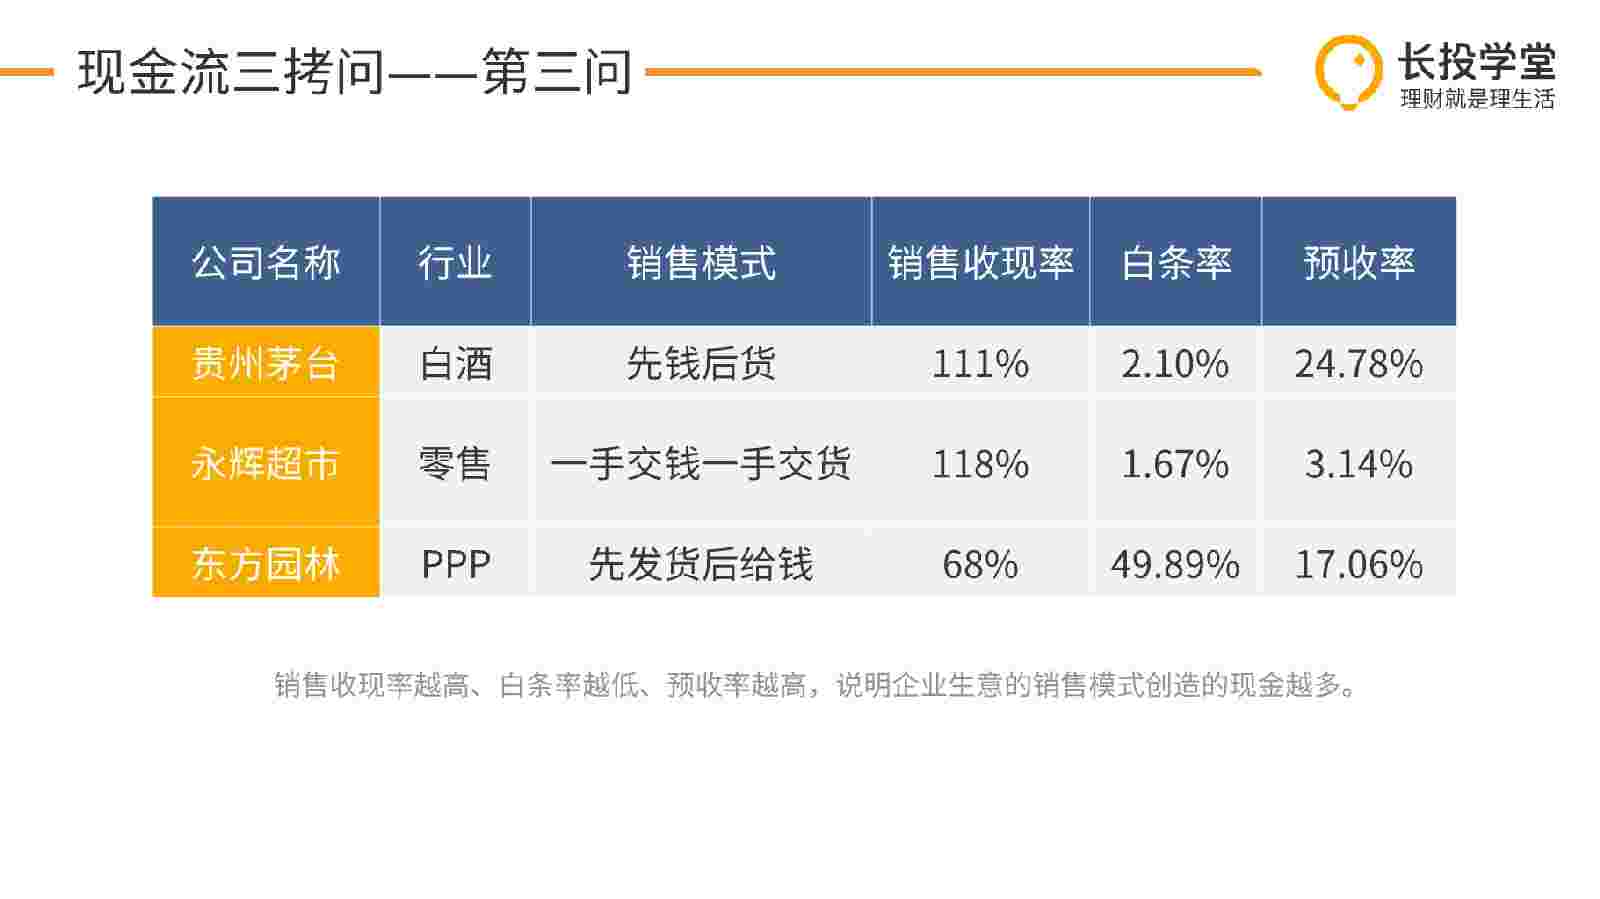 现金流三拷问——第三问
长投学堂
理财就是理生活
公司名称 行业 销售模式 销售收现率 白条率 预收率
贵州茅台 白酒 先钱后货 111% 2.10% 24.78%
永辉超市 零售 一手交钱一手交货 118% 1.67% 3.14%
东方园林 PPP 先发货后给钱 68% 49.89% 17.06%
销售收现率越高、白条率越低、预收率越高，说明企业生意的销售模式创造的现金越多。